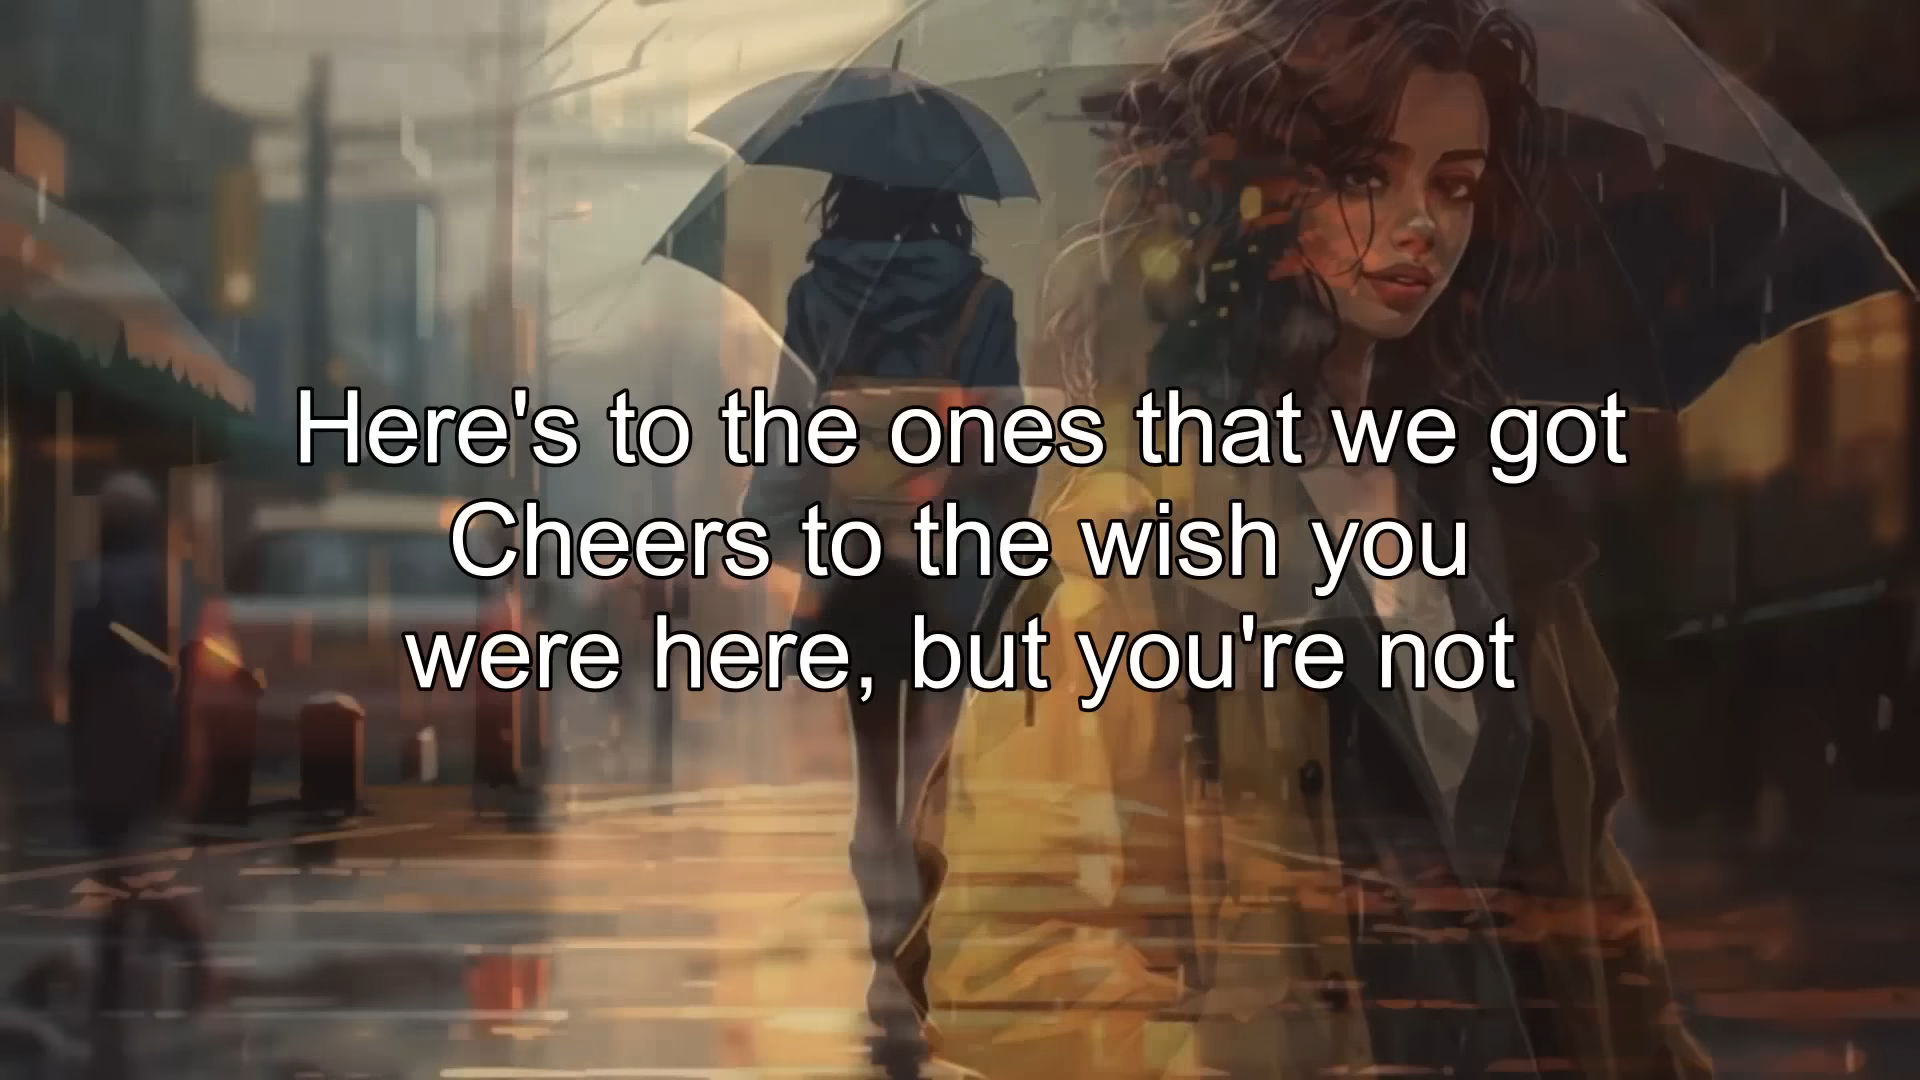 Here's to the ones that we got
Cheers to the wish you
were here, but you're not